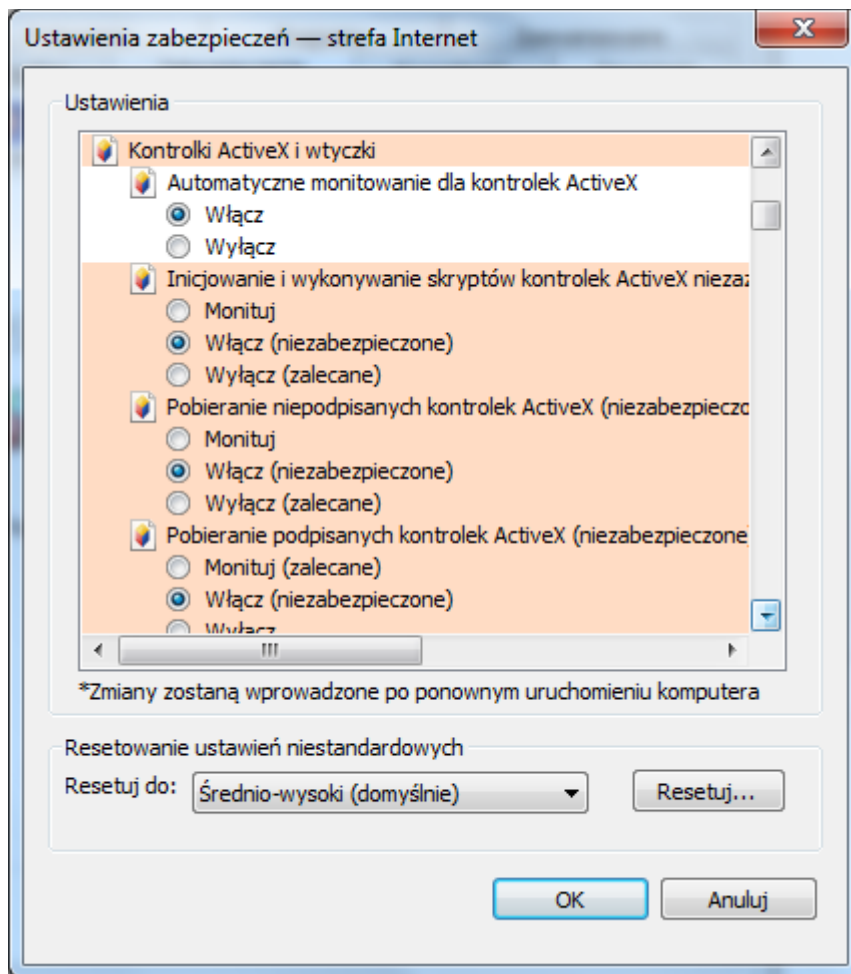 Ustawienia zabezpieczeń — strefa Internet
Ustawienia
Kontrolki ActiveX i wtyczki
Automatyczne monitowanie dla kontrolek ActiveX
Włącz
Wyłącz
Inicjowanie i wykonywanie skryptów kontrolek ActiveX
Monituj
Włącz (niezabezpieczone)
Wyłącz (zalecane)
Pobieranie niepodpisanych kontrolek ActiveX
Monituj
Włącz (niezabezpieczone)
Wyłącz (zalecane)
Pobieranie podpisanych kontrolek ActiveX (niezabezpieczone)
Monituj (zalecane)
Włącz (niezabezpieczone)
Wyłącz
*Zmiany zostaną wprowadzone po ponownym uruchomieniu komputera
Resetowanie ustawień niestandardowych
Resetuj do: Średnio-wysoki (domyślnie) Resetuj...
OK Anuluj